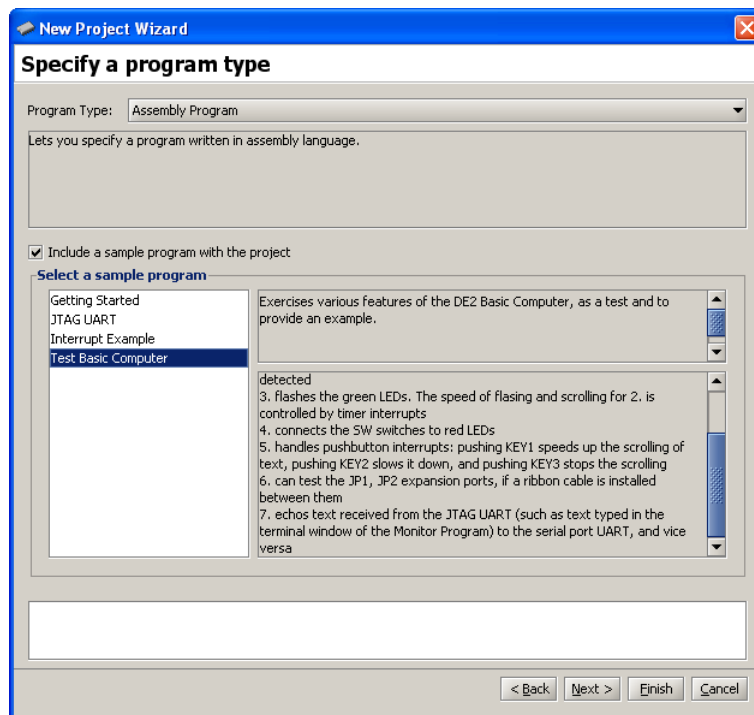 New Project Wizard
Specify a program type
Program Type: Assembly Program
Lets you specify a program written in assembly language.
Include a sample program with the project
Select a sample program
Getting Started
JTAG UART
Interrupt Example
Test Basic Computer
Exercises various features of the DE2 Basic Computer, as a test and to
provide an example.
detected
3. flashes the green LEDs. The speed of flasing and scrolling for 2. is
controlled by timer interrupts
4. connects the SW switches to red LEDs
5. handles pushbutton interrupts: pushing KEY1 speeds up the scrolling of
text, pushing KEY2 slows it down, and pushing KEY3 stops the scrolling
6. can test the JP1, JP2 expansion ports, if a ribbon cable is installed
between them
7. echos text received from the JTAG UART (such as text typed in the
terminal window of the Monitor Program) to the serial port UART, and vice
versa
< Back Next > Finish Cancel